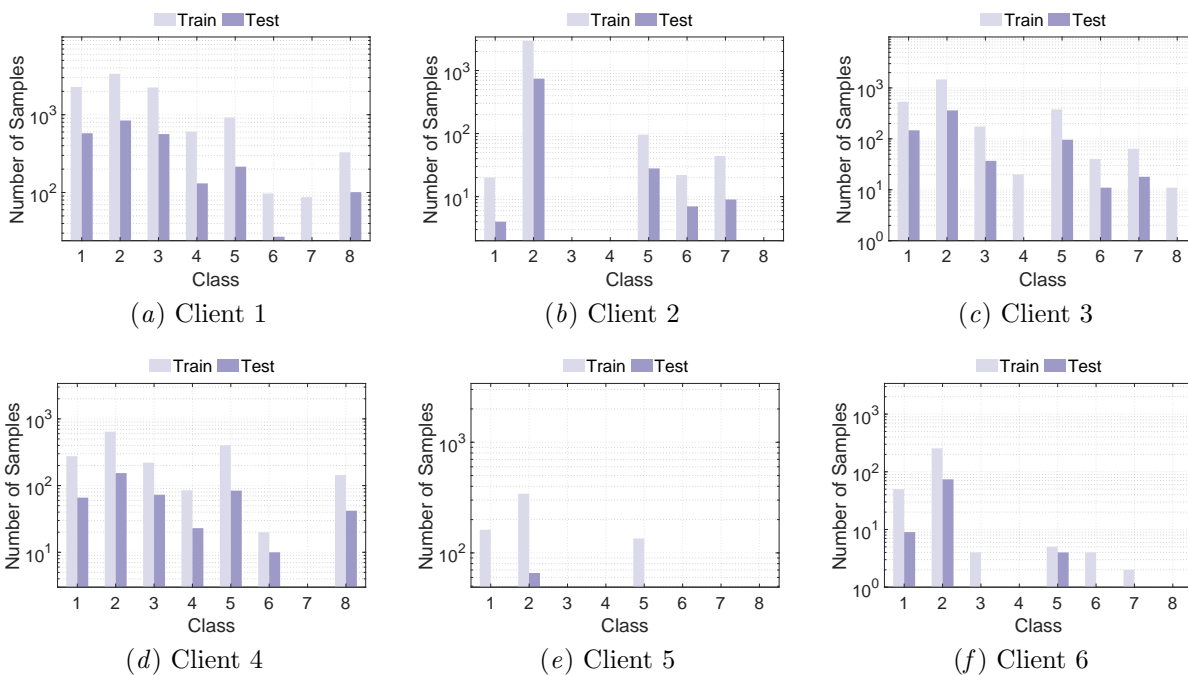 Train Test
Number of Samples
10^3
10^2
1 2 3 4 5 6 7 8
Class
(a) Client 1
Train Test
Number of Samples
10^3
10^2
10^1
1 2 3 4 5 6 7 8
Class
(b) Client 2
Train Test
Number of Samples
10^3
10^2
10^1
10^0
1 2 3 4 5 6 7 8
Class
(c) Client 3
Train Test
Number of Samples
10^3
10^2
10^1
1 2 3 4 5 6 7 8
Class
(d) Client 4
Train Test
Number of Samples
10^3
10^2
1 2 3 4 5 6 7 8
Class
(e) Client 5
Train Test
Number of Samples
10^3
10^2
10^1
10^0
1 2 3 4 5 6 7 8
Class
(f) Client 6